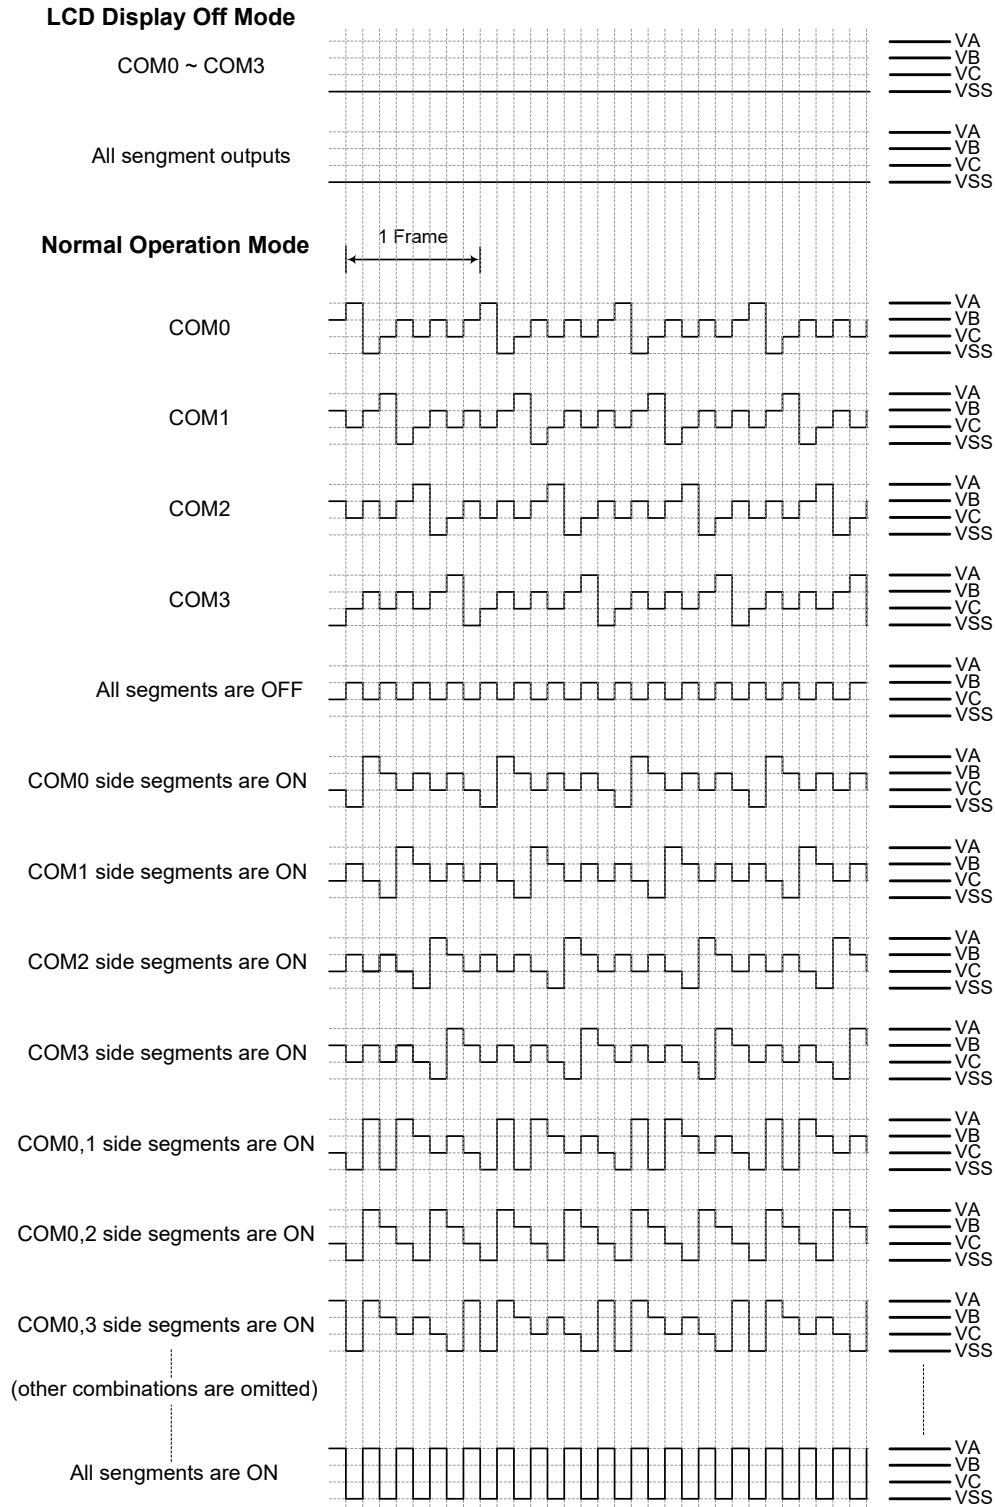 LCD Display Off Mode
COM0 ~ COM3
VA
VB
VC
VSS
All sengment outputs
VA
VB
VC
VSS
Normal Operation Mode
1 Frame
COM0
VA
VB
VC
VSS
COM1
VA
VB
VC
VSS
COM2
VA
VB
VC
VSS
COM3
VA
VB
VC
VSS
All segments are OFF
VA
VB
VC
VSS
COM0 side segments are ON
VA
VB
VC
VSS
COM1 side segments are ON
VA
VB
VC
VSS
COM2 side segments are ON
VA
VB
VC
VSS
COM3 side segments are ON
VA
VB
VC
VSS
COM0,1 side segments are ON
VA
VB
VC
VSS
COM0,2 side segments are ON
VA
VB
VC
VSS
COM0,3 side segments are ON
VA
VB
VC
VSS
(other combinations are omitted)
All sengments are ON
VA
VB
VC
VSS